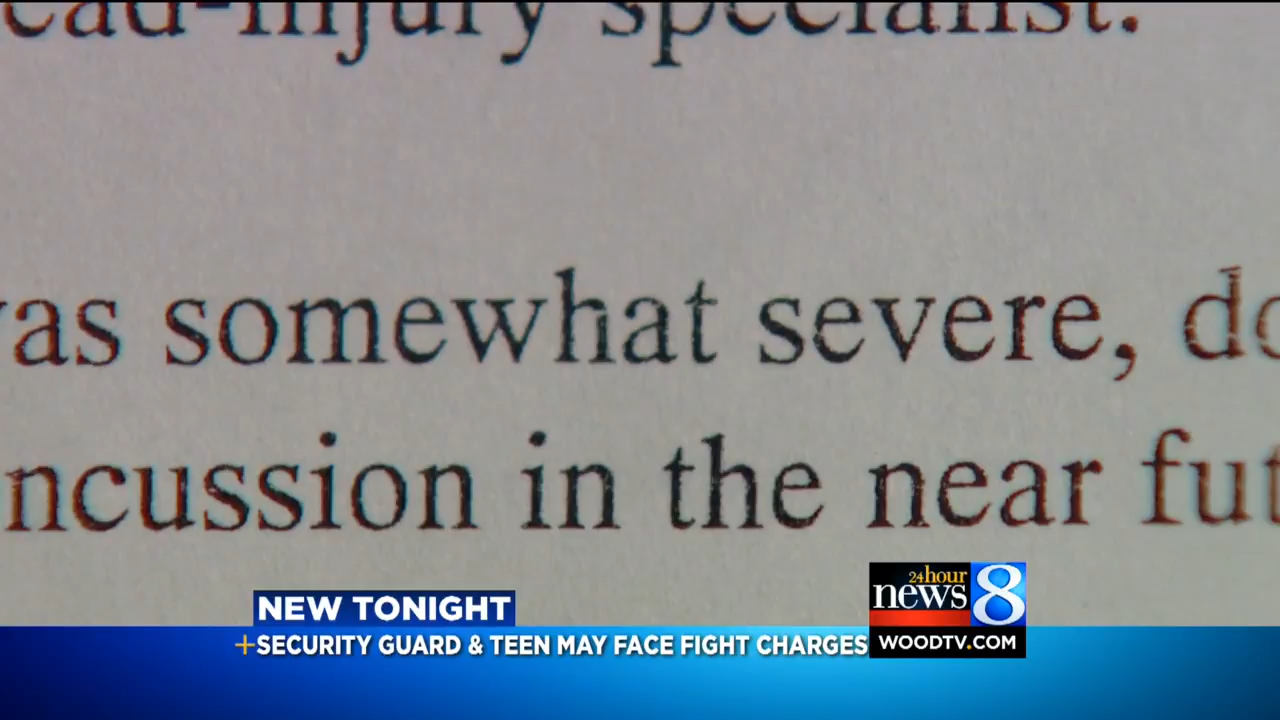 ead-injury specialist.
as somewhat severe, do
ncussion in the near fut
NEW TONIGHT
+SECURITY GUARD & TEEN MAY FACE FIGHT CHARGES
24hour
news 8
WOODTV.COM